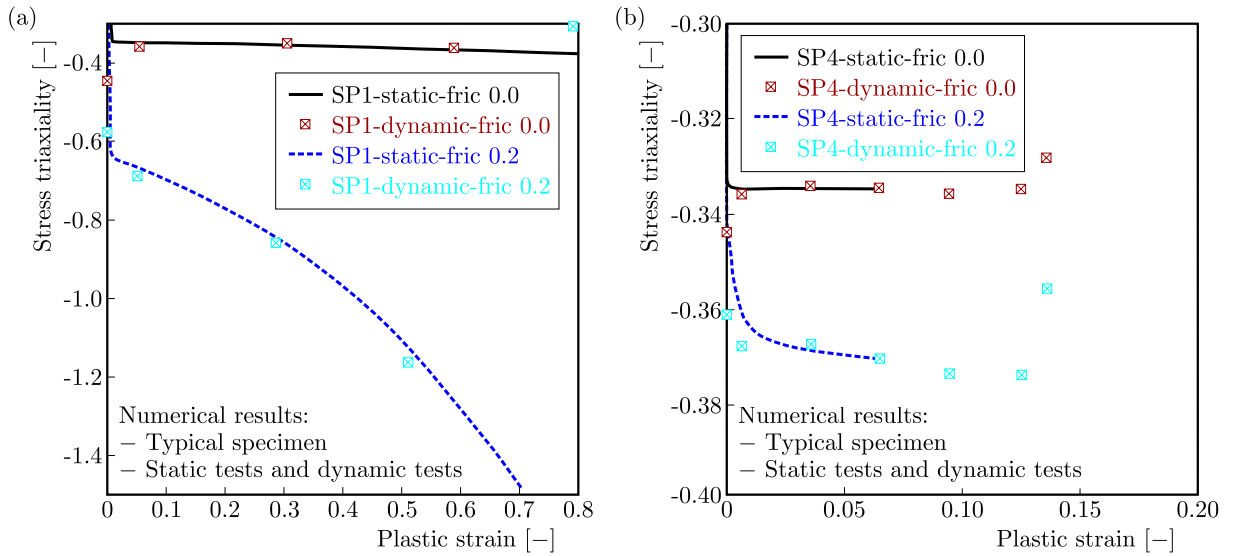 (a)
Stress triaxiality [−]
-0.4
-0.6
-0.8
-1.0
-1.2
-1.4
SP1-static-fric 0.0
SP1-dynamic-fric 0.0
SP1-static-fric 0.2
SP1-dynamic-fric 0.2
Numerical results:
− Typical specimen
− Static tests and dynamic tests
0 0.1 0.2 0.3 0.4 0.5 0.6 0.7 0.8
Plastic strain [−]
(b)
Stress triaxiality [−]
-0.30
-0.32
-0.34
-0.36
-0.38
-0.40
SP4-static-fric 0.0
SP4-dynamic-fric 0.0
SP4-static-fric 0.2
SP4-dynamic-fric 0.2
Numerical results:
− Typical specimen
− Static tests and dynamic tests
0 0.05 0.10 0.15 0.20
Plastic strain [−]